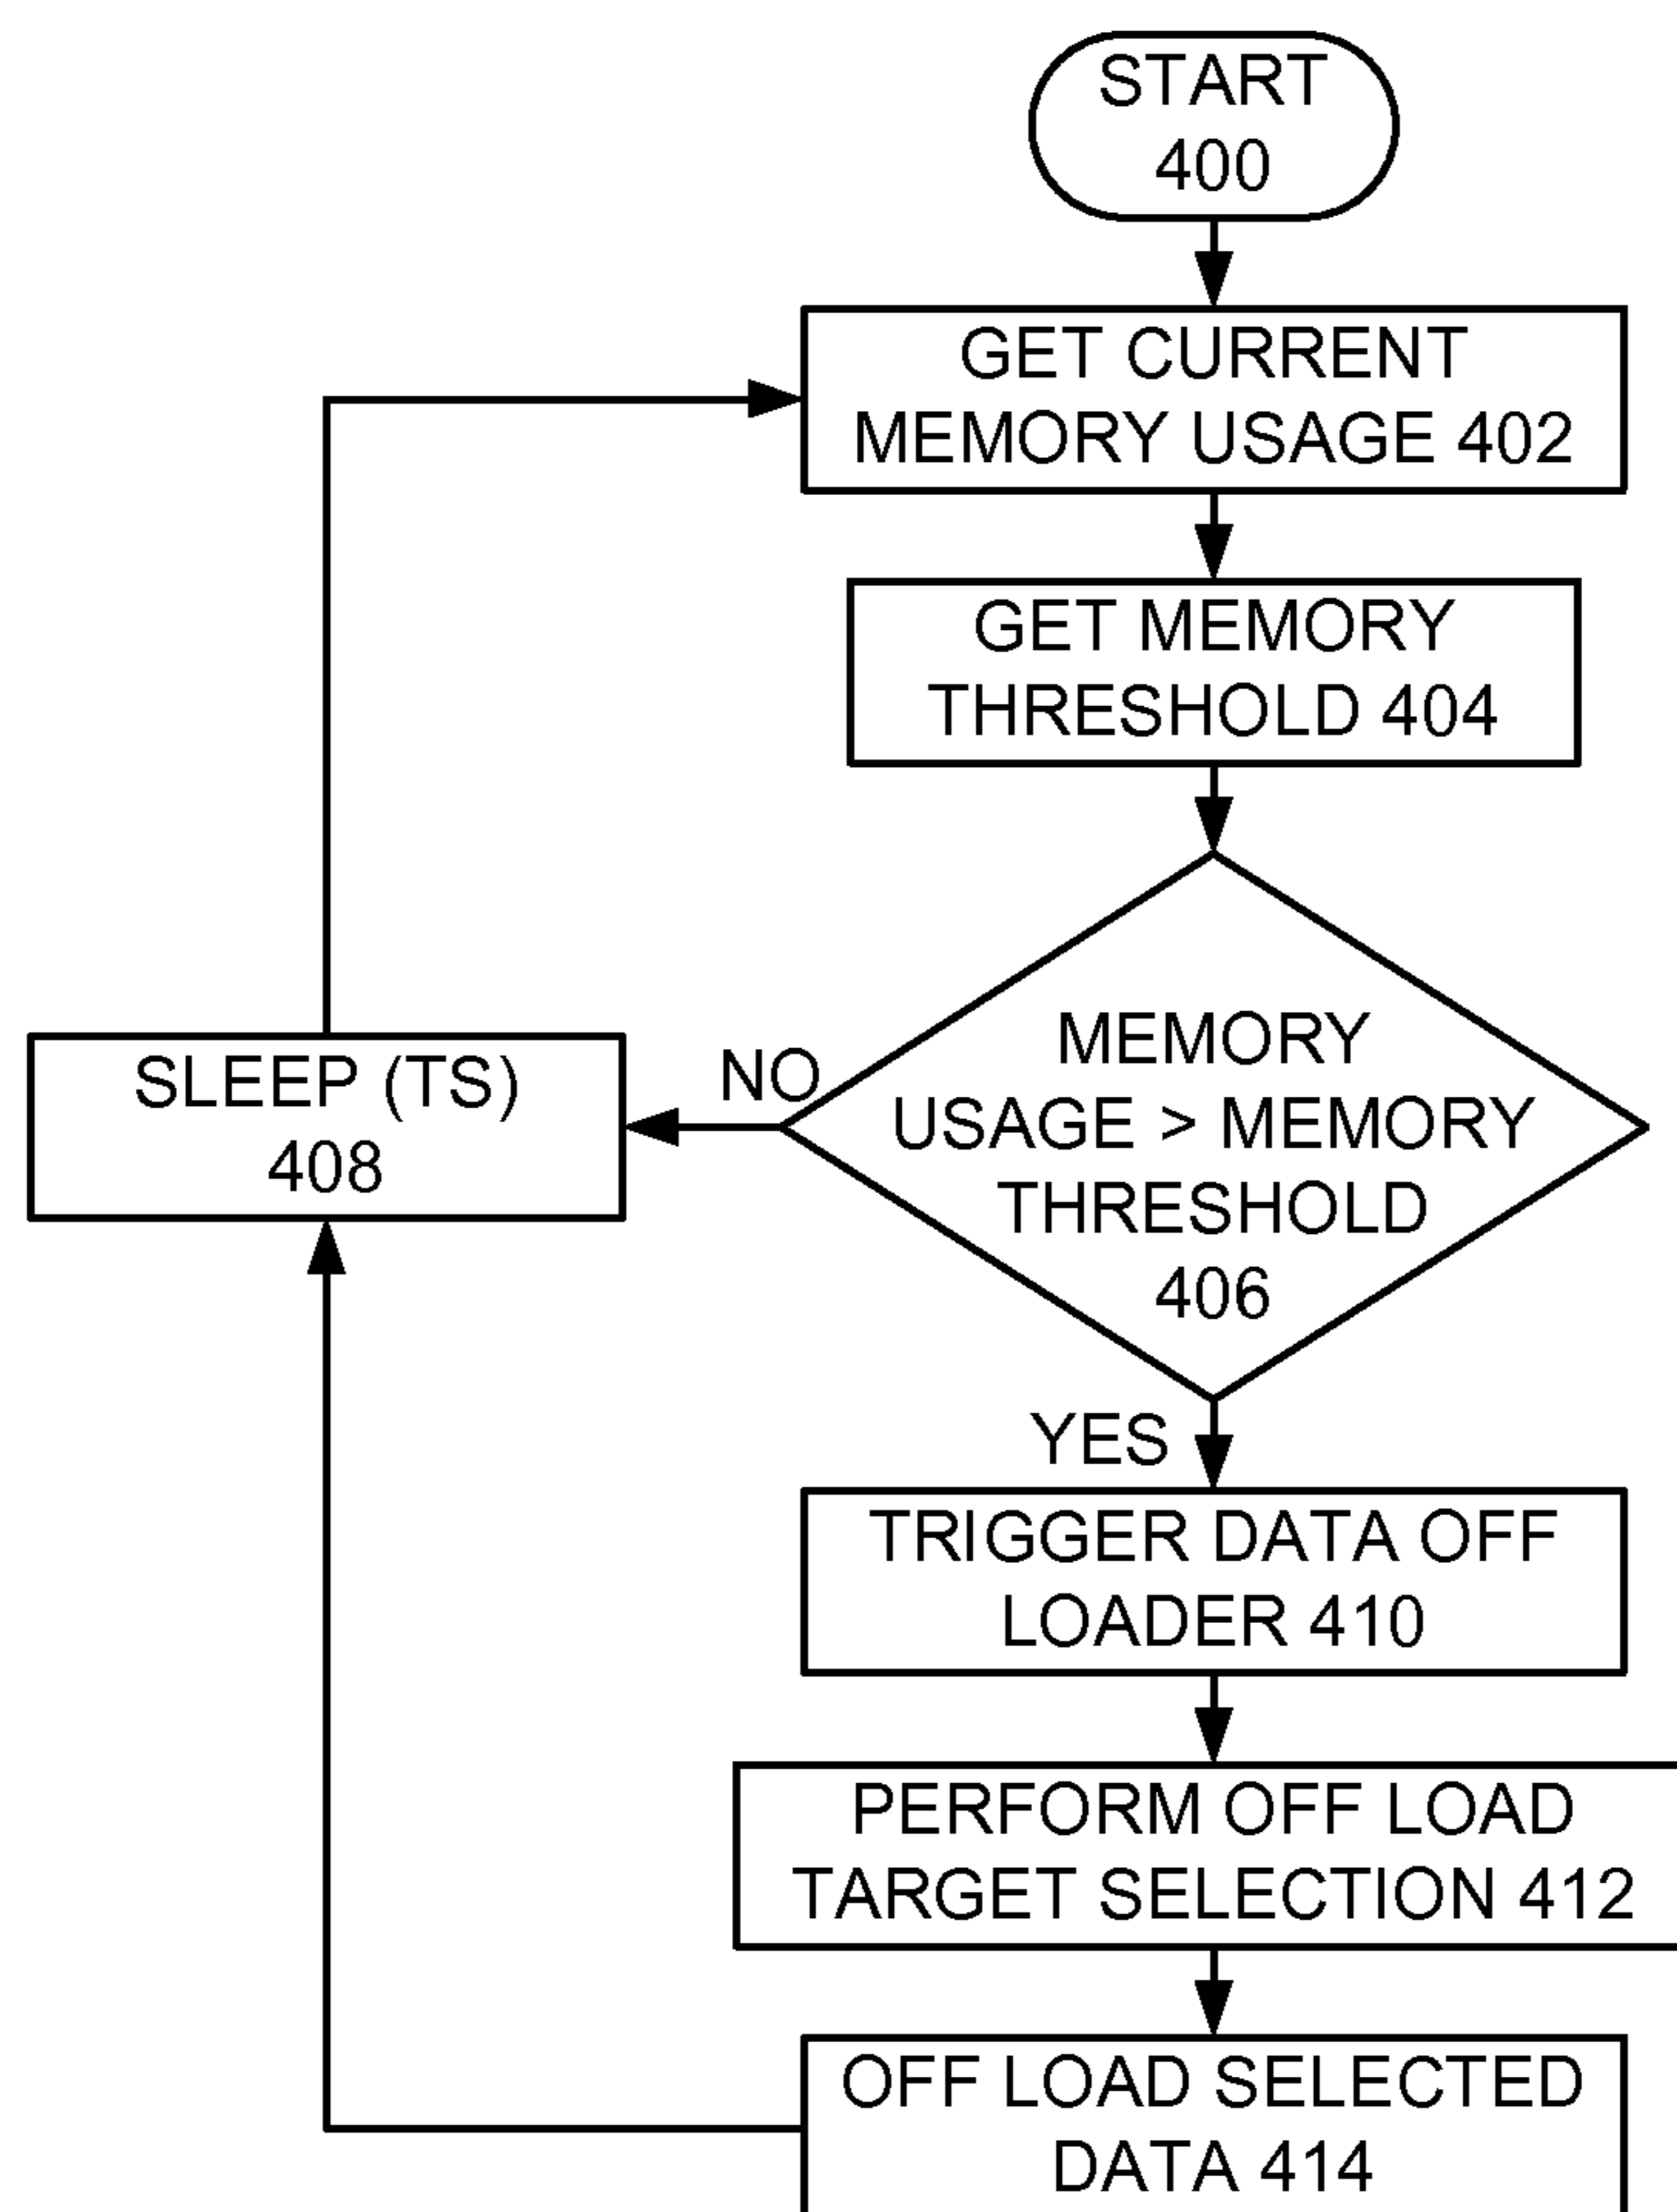 START
400
GET CURRENT
MEMORY USAGE 402
GET MEMORY
THRESHOLD 404
MEMORY
USAGE > MEMORY
THRESHOLD
406
NO
SLEEP (TS)
408
YES
TRIGGER DATA OFF
LOADER 410
PERFORM OFF LOAD
TARGET SELECTION 412
OFF LOAD SELECTED
DATA 414